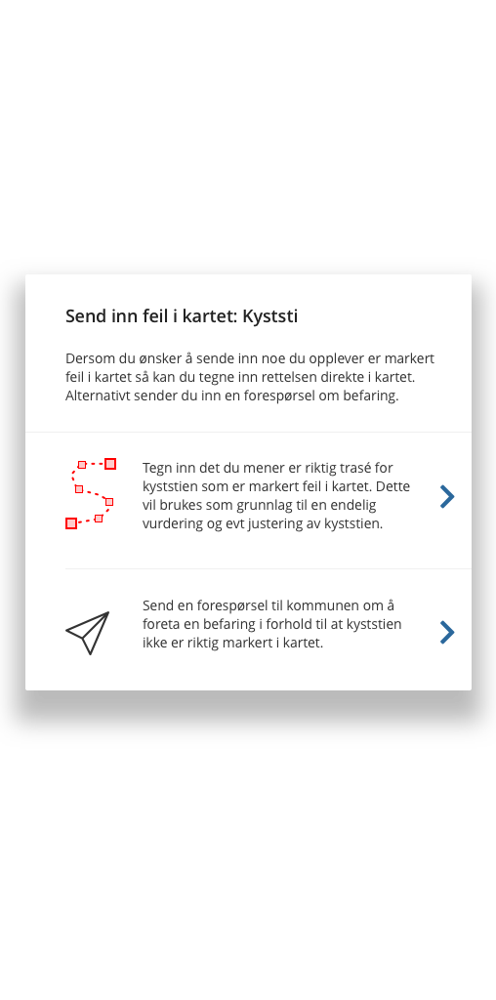 Send inn feil i kartet: Kyststi
Dersom du ønsker å sende inn noe du opplever er markert
feil i kartet så kan du tegne inn rettelsen direkte i kartet.
Alternativt sender du inn en forespørsel om befaring.
Tegn inn det du mener er riktig trasé for
kyststien som er markert feil i kartet. Dette
vil brukes som grunnlag til en endelig
vurdering og evt justering av kyststien.
Send en forespørsel til kommunen om å
foreta en befaring i forhold til at kyststien
ikke er riktig markert i kartet.